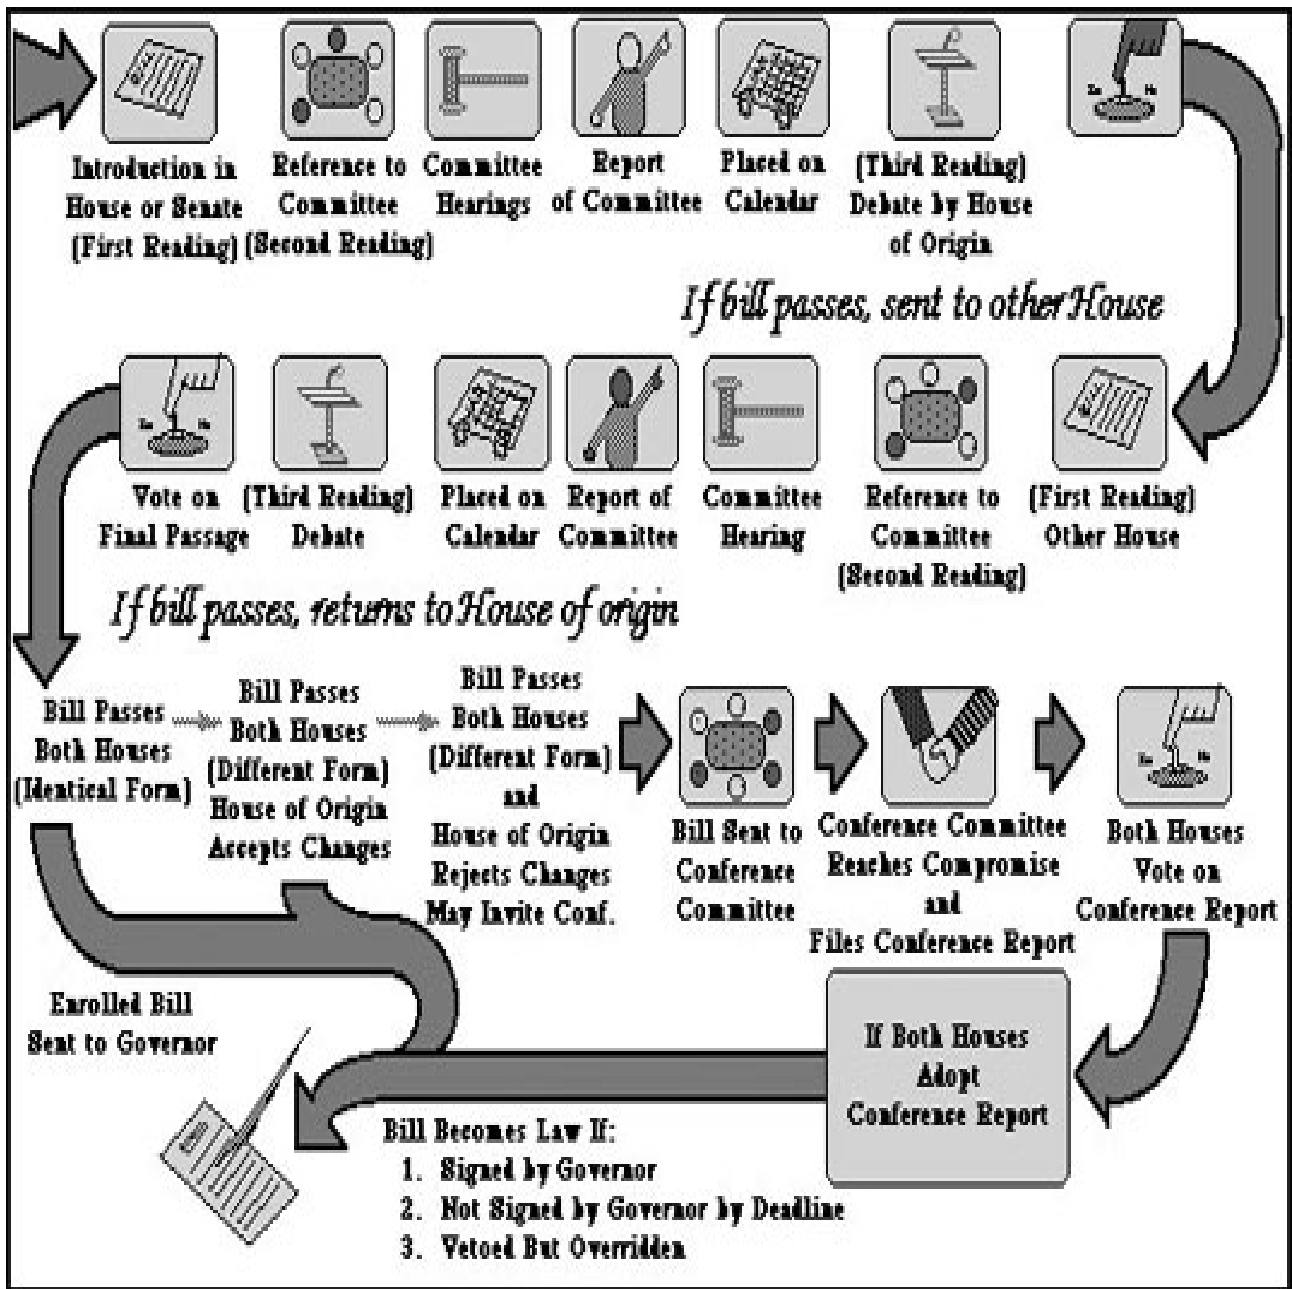 Introduction in
House or Senate
(First Reading)
Reference to
Committee
(Second Reading)
Committee
Hearings
Report
of Committee
Placed on
Calendar
(Third Reading)
Debate by House
of Origin
If bill passes, sent to other House
Vote on
Final Passage
(Third Reading)
Debate
Placed on
Calendar
Report of
Committee
Committee
Hearing
Reference to
Committee
(Second Reading)
(First Reading)
Other House
If bill passes, returns to House of origin
Bill Passes
Both Houses
(Identical Form)
Bill Passes
Both Houses
(Different Form)
House of Origin
Accepts Changes
Bill Passes
Both Houses
(Different Form)
and
House of Origin
Rejects Changes
May Invite Conf.
Bill Sent to
Conference
Committee
Conference Committee
Reaches Compromise
and
Files Conference Report
Both Houses
Vote on
Conference Report
Enrolled Bill
Sent to Governor
If Both Houses
Adopt
Conference Report
Bill Becomes Law If:
1. Signed by Governor
2. Not Signed by Governor by Deadline
3. Vetoed But Overridden